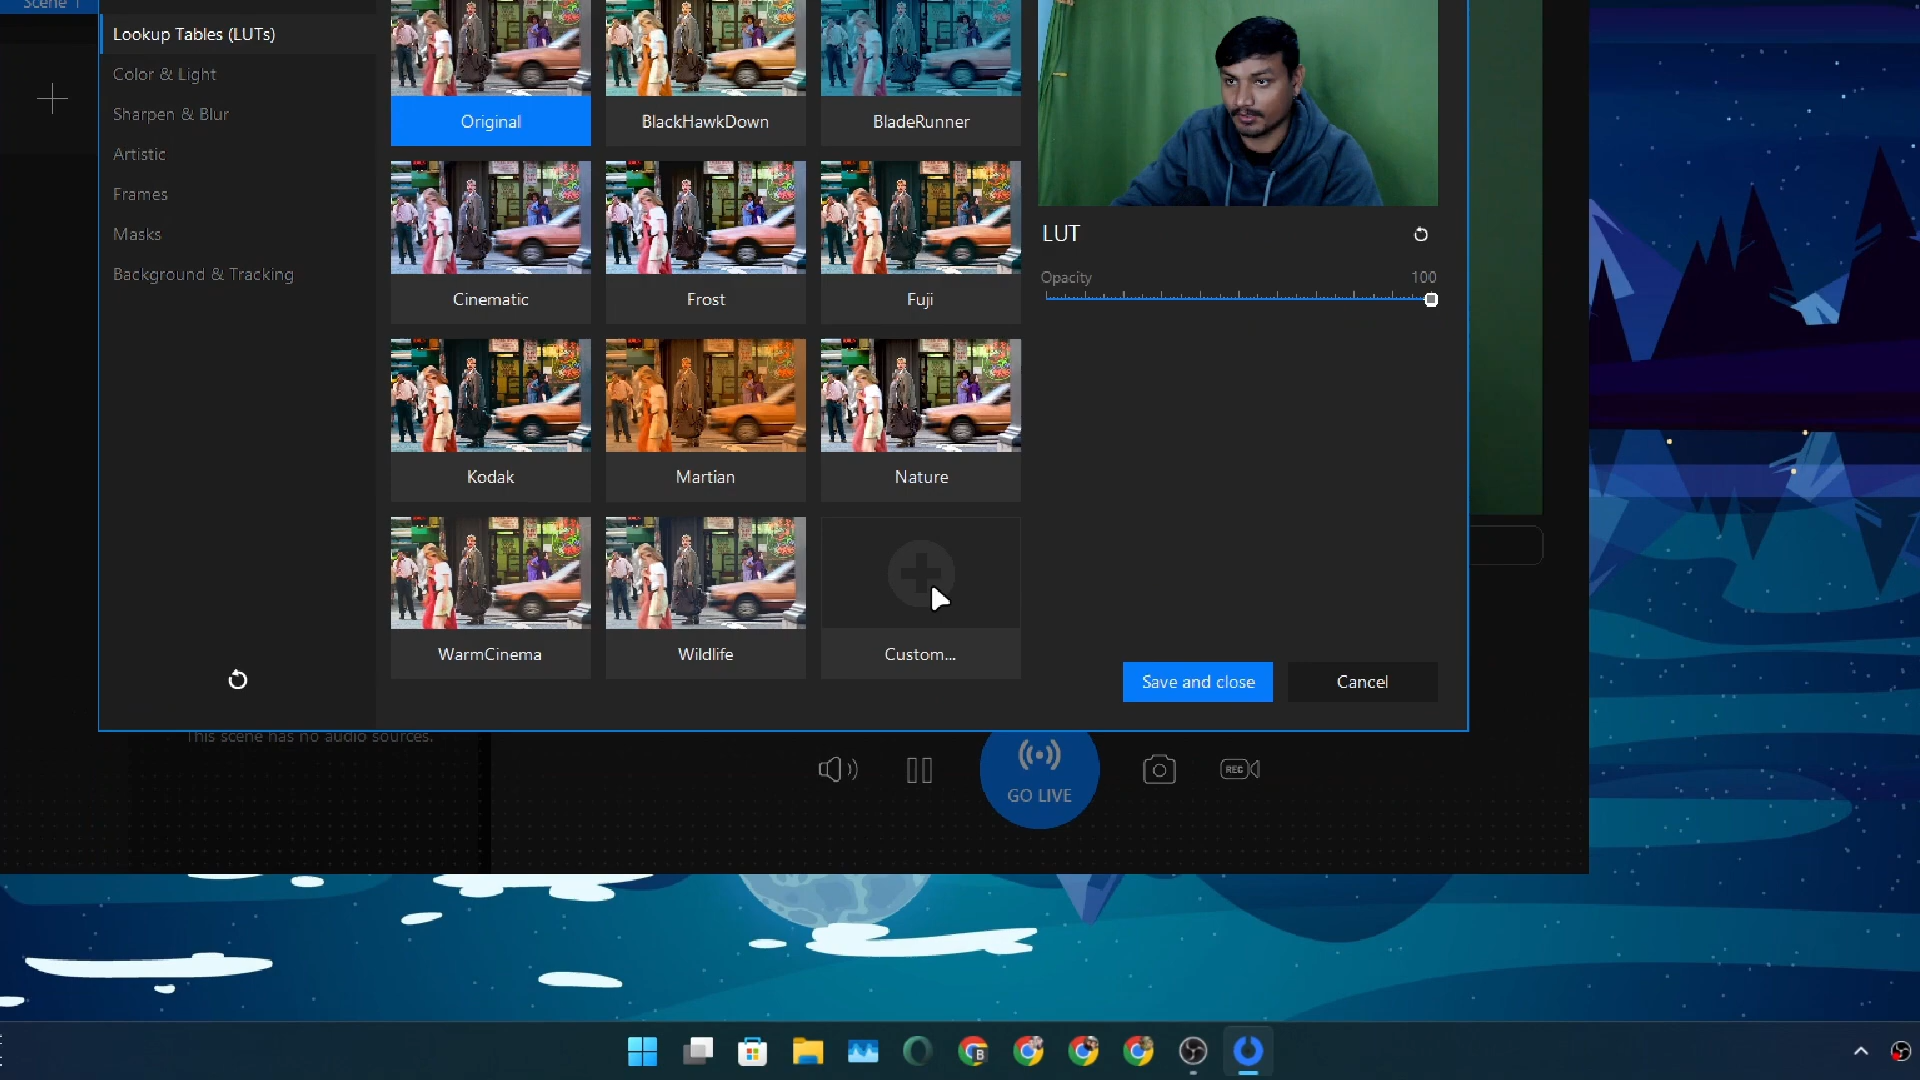 Scene 1
Lookup Tables (LUTs)
Color & Light
Sharpen & Blur
Artistic
Frames
Masks
Background & Tracking
Original
BlackHawkDown
BladeRunner
Cinematic
Frost
Fuji
Kodak
Martian
Nature
WarmCinema
Wildlife
Custom...
LUT
Opacity
100
Save and close
Cancel
This scene has no audio sources.
GO LIVE
REC
B